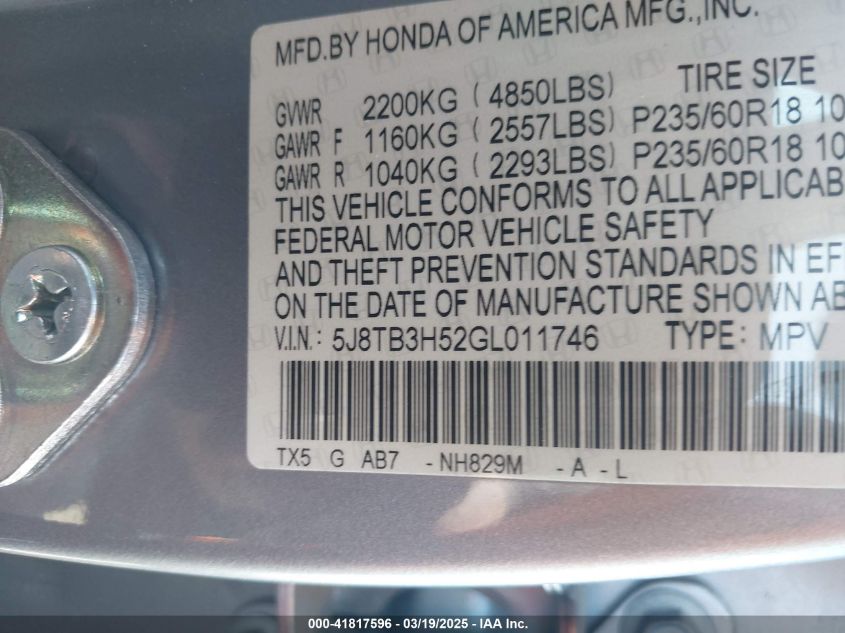 MFD.BY HONDA OF AMERICA MFG.,INC.
TIRE SIZE
GVWR 2200KG ( 4850LBS)
GAWR F 1160KG ( 2557LBS) P235/60R18 10
GAWR R 1040KG ( 2293LBS) P235/60R18 10
THIS VEHICLE CONFORMS TO ALL APPLICAB
FEDERAL MOTOR VEHICLE SAFETY
AND THEFT PREVENTION STANDARDS IN EF
ON THE DATE OF MANUFACTURE SHOWN AB
V.I.N.: 5J8TB3H52GL011746 TYPE: MPV
TX5 G AB7 -NH829M -A -L
000-41817596 - 03/19/2025 - IAA Inc.